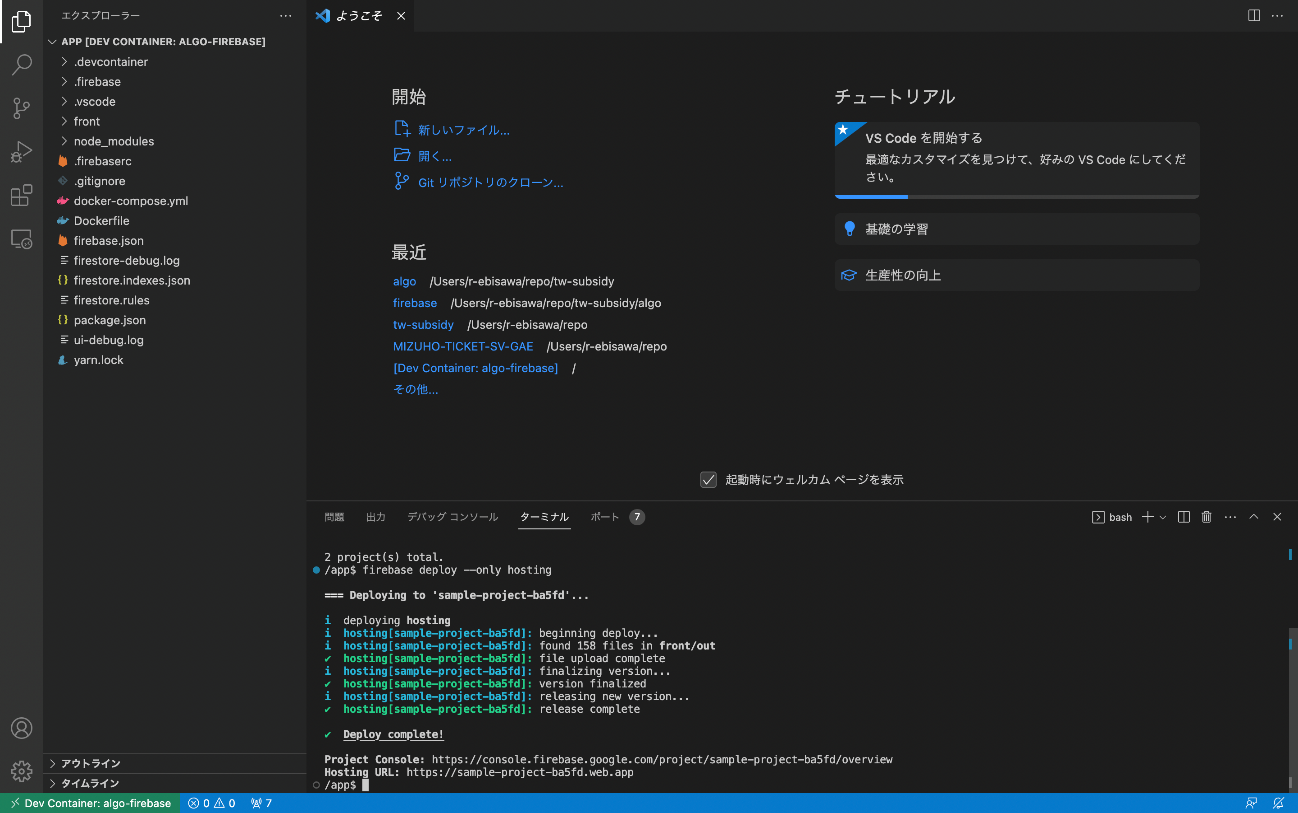 エクスプローラー
APP [DEV CONTAINER: ALGO-FIREBASE]
.devcontainer
.firebase
.vscode
front
node_modules
.firebaserc
.gitignore
docker-compose.yml
Dockerfile
firebase.json
firestore-debug.log
firestore.indexes.json
firestore.rules
package.json
ui-debug.log
yarn.lock
アウトライン
タイムライン
ようこそ
開始
新しいファイル...
開く...
Git リポジトリのクローン...
最近
algo /Users/r-ebisawa/repo/tw-subsidy
firebase /Users/r-ebisawa/repo/tw-subsidy/algo
tw-subsidy /Users/r-ebisawa/repo
MIZUHO-TICKET-SV-GAE /Users/r-ebisawa/repo
[Dev Container: algo-firebase] /
その他...
チュートリアル
VS Code を開始する
最適なカスタマイズを見つけて、好みの VS Code にしてくだ
さい。
基礎の学習
生産性の向上
起動時にウェルカム ページを表示
問題 出力 デバッグ コンソール ターミナル ポート 7
bash
2 project(s) total.
/app$ firebase deploy --only hosting
=== Deploying to 'sample-project-ba5fd'...
i deploying hosting
i hosting[sample-project-ba5fd]: beginning deploy...
i hosting[sample-project-ba5fd]: found 158 files in front/out
✔ hosting[sample-project-ba5fd]: file upload complete
i hosting[sample-project-ba5fd]: finalizing version...
✔ hosting[sample-project-ba5fd]: version finalized
i hosting[sample-project-ba5fd]: releasing new version...
✔ hosting[sample-project-ba5fd]: release complete
✔ Deploy complete!
Project Console: https://console.firebase.google.com/project/sample-project-ba5fd/overview
Hosting URL: https://sample-project-ba5fd.web.app
/app$
Dev Container: algo-firebase 0 0 7